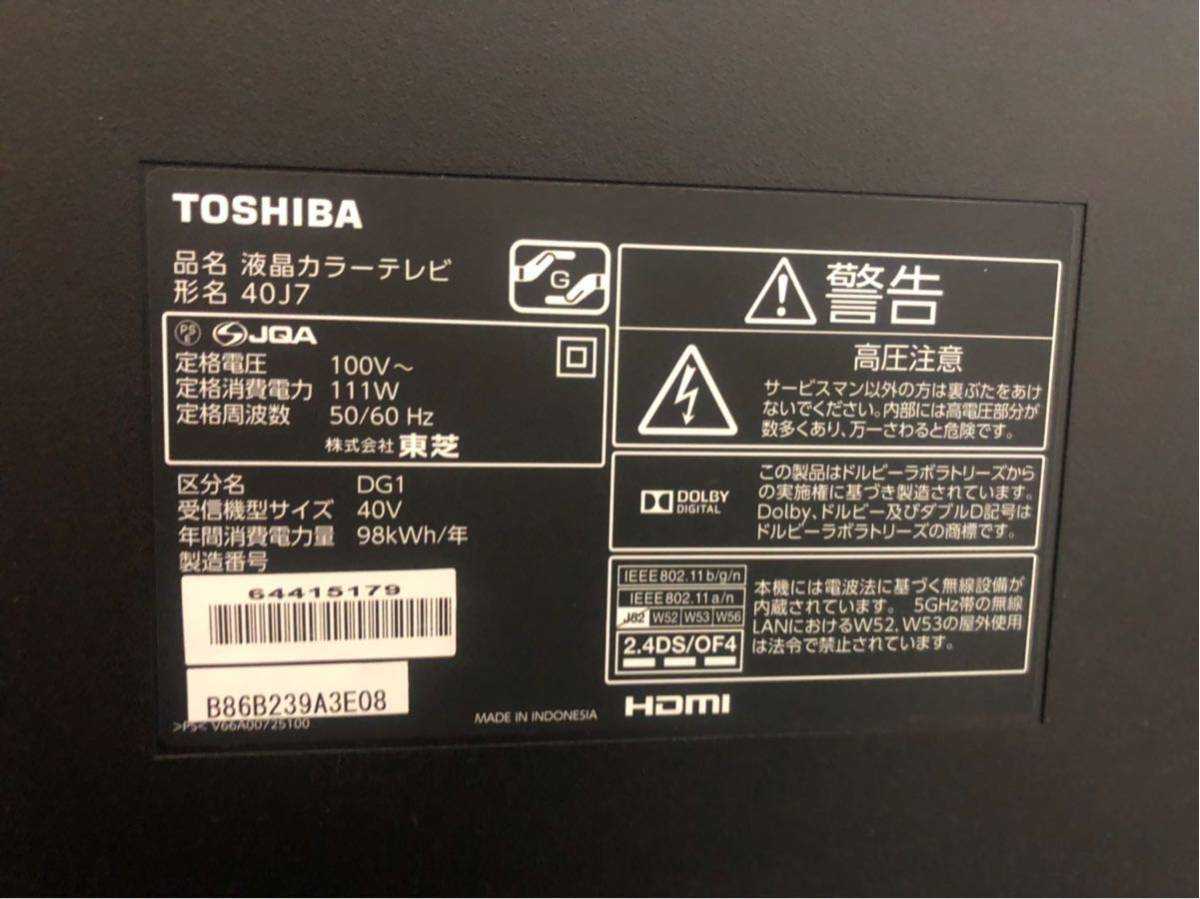 TOSHIBA
品名 液晶カラーテレビ
形名 40J7
G
PS
E
JQA
定格電圧 100V～
定格消費電力 111W
定格周波数 50/60 Hz
株式会社 東芝
区分名 DG1
受信機型サイズ 40V
年間消費電力量 98kWh/年
製造番号
64415179
B86B239A3E08
>PS< V66A00725100
MADE IN INDONESIA
警告
高圧注意
サービスマン以外の方は裏ぶたをあけ
ないでください。内部には高電圧部分が
数多くあり、万一さわると危険です。
DOLBY
DIGITAL
この製品はドルビーラボラトリーズから
の実施権に基づき製造されています。
Dolby、ドルビー及びダブルD記号は
ドルビーラボラトリーズの商標です。
IEEE802.11b/g/n
IEEE802.11a/n
J52 W52 W53 W56
2.4DS/OF4
本機には電波法に基づく無線設備が
内蔵されています。 5GHz帯の無線
LANにおけるW52、W53の屋外使用
は法令で禁止されています。
HDMI